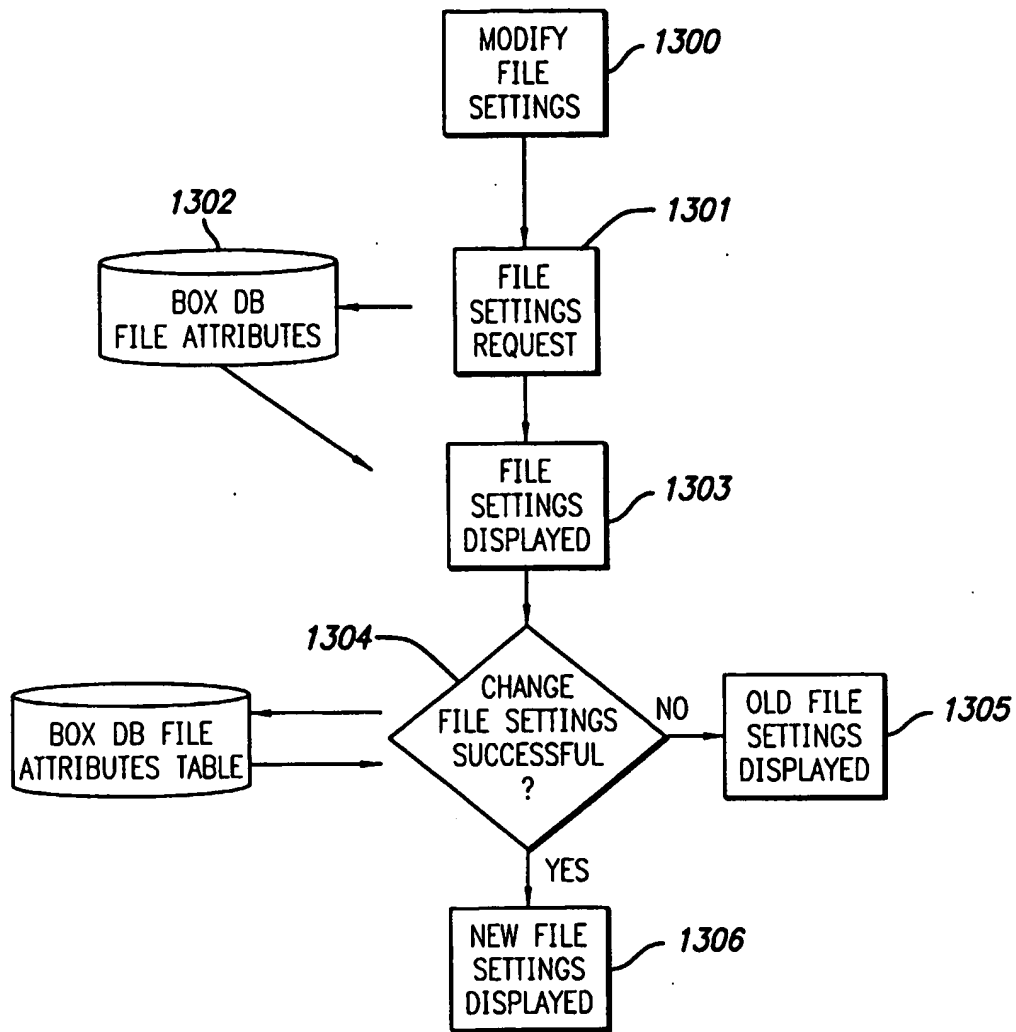 MODIFY
FILE
SETTINGS
1300
1301
1302
FILE
SETTINGS
REQUEST
BOX DB
FILE ATTRIBUTES
FILE
SETTINGS
DISPLAYED
1303
1304
CHANGE
FILE SETTINGS
SUCCESSFUL
?
NO
OLD FILE
SETTINGS
DISPLAYED
1305
BOX DB FILE
ATTRIBUTES TABLE
YES
NEW FILE
SETTINGS
DISPLAYED
1306